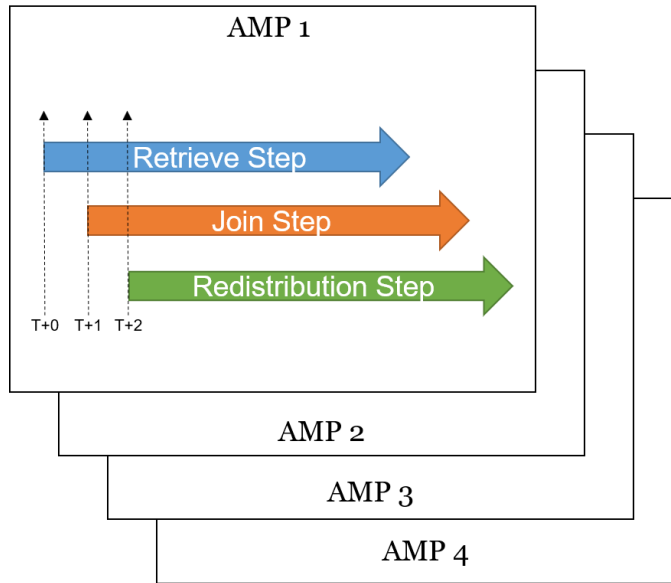 AMP 1
Retrieve Step
Join Step
Redistribution Step
T+0 T+1 T+2
AMP 2
AMP 3
AMP 4